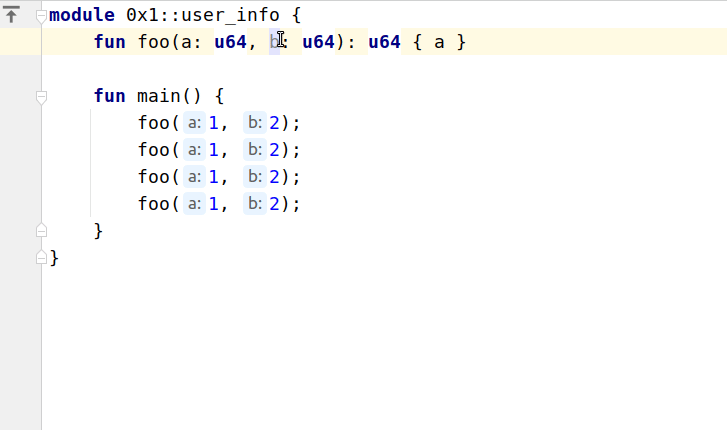 module 0x1::user_info {
fun foo(a: u64, b: u64): u64 { a }
fun main() {
foo( a: 1, b: 2);
foo( a: 1, b: 2);
foo( a: 1, b: 2);
foo( a: 1, b: 2);
}
}